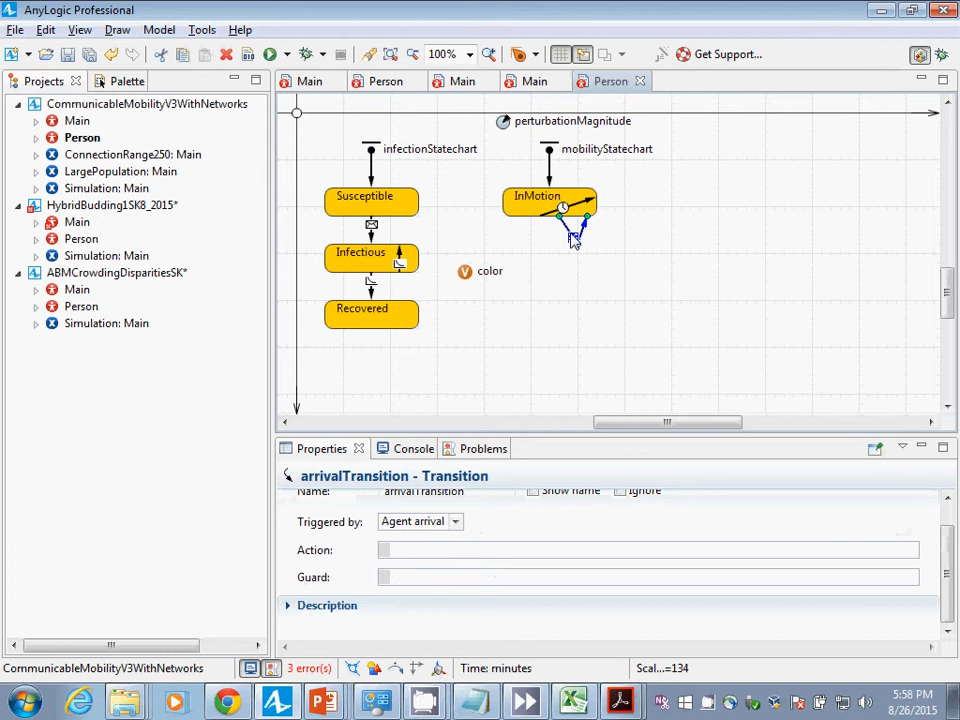 AnyLogic Professional
File Edit View Draw Model Tools Help
100% Get Support...
Projects Palette
Main Person Main Main Person
CommunicableMobilityV3WithNetworks
Main
Person
ConnectionRange250: Main
LargePopulation: Main
Simulation: Main
HybridBudding1SK8_2015*
Main
Person
Simulation: Main
ABMCrowdingDisparitiesSK*
Main
Person
Simulation: Main
perturbationMagnitude
infectionStatechart mobilityStatechart
Susceptible InMotion
Infectious
V color
Recovered
Properties Console Problems
arrivalTransition - Transition
Name: arrivalTransition Show name Ignore
Triggered by: Agent arrival
Action:
Guard:
Description
CommunicableMobilityV3WithNetworks 3 error(s) Time: minutes Scal...=134
5:58 PM
8/26/2015